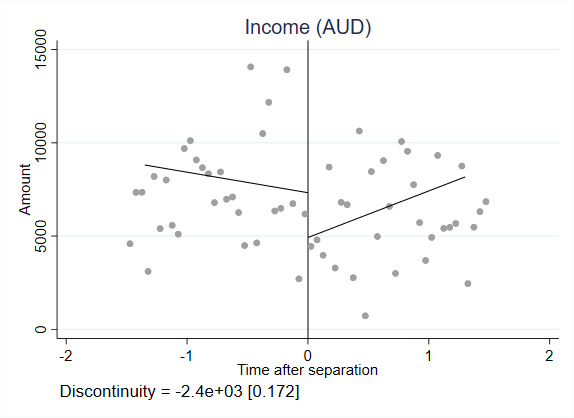 Income (AUD)
15000
10000
5000
0
Amount
-2 -1 0 1 2
Time after separation
Discontinuity = -2.4e+03 [0.172]